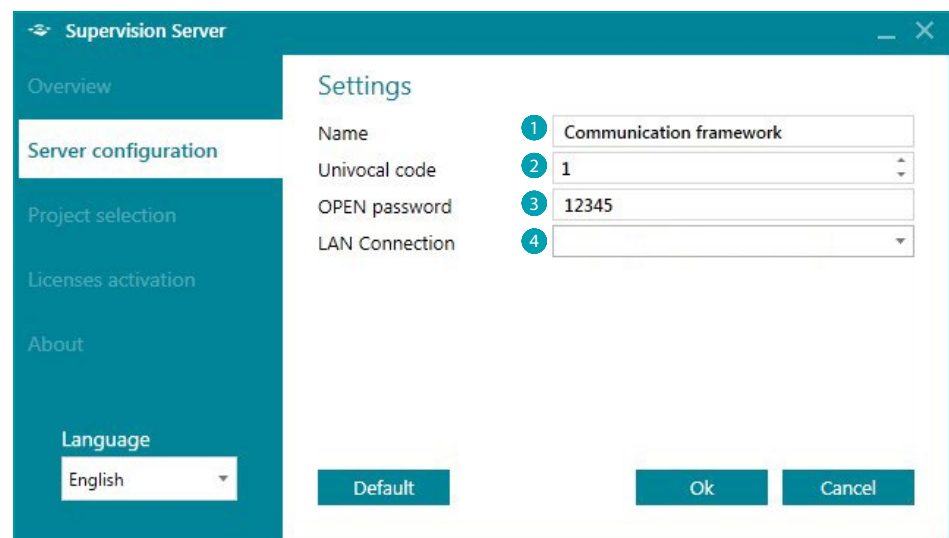 Supervision Server
Overview
Server configuration
Project selection
Licenses activation
About
Language
English
Settings
Name 1 Communication framework
Univocal code 2 1
OPEN password 3 12345
LAN Connection 4
Default Ok Cancel